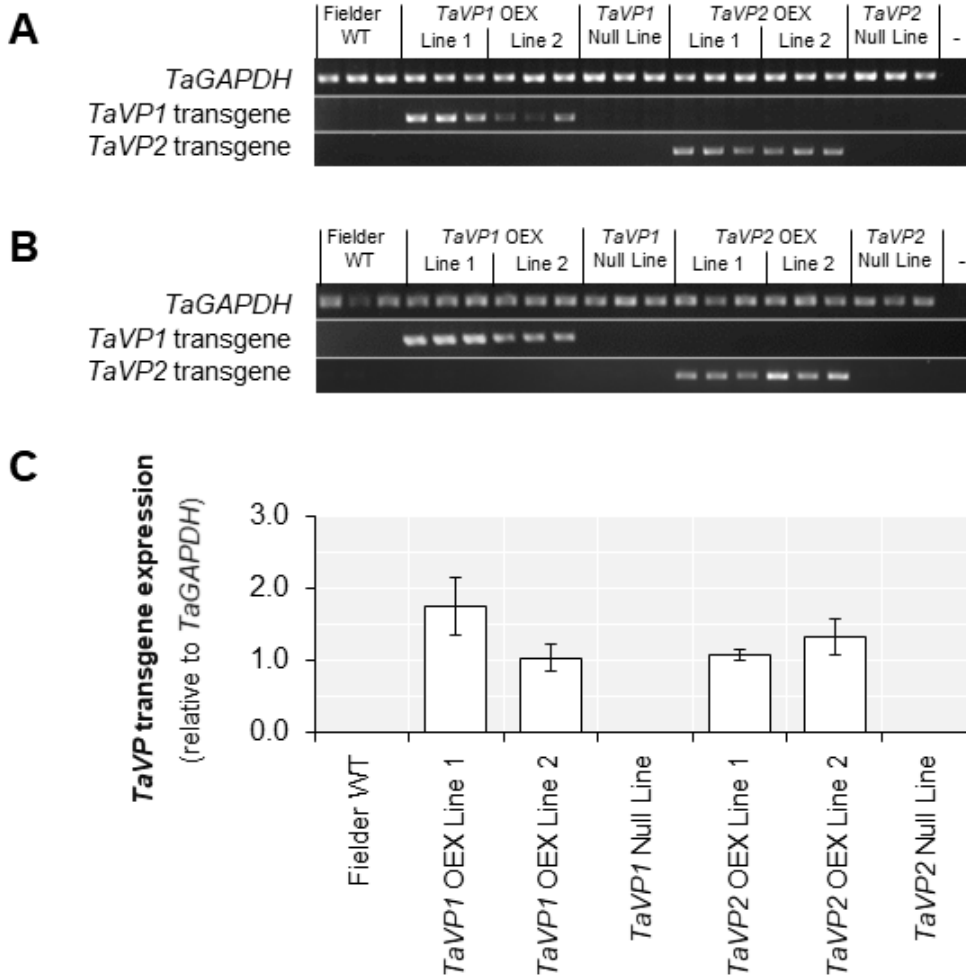 A
Fielder WT
TaVP1 OEX
Line 1
Line 2
TaVP1 Null Line
TaVP2 OEX
Line 1
Line 2
TaVP2 Null Line
-
TaGAPDH
TaVP1 transgene
TaVP2 transgene
B
Fielder WT
TaVP1 OEX
Line 1
Line 2
TaVP1 Null Line
TaVP2 OEX
Line 1
Line 2
TaVP2 Null Line
-
TaGAPDH
TaVP1 transgene
TaVP2 transgene
C
TaVP transgene expression
(relative to TaGAPDH)
3.0
2.0
1.0
0.0
Fielder WT
TaVP1 OEX Line 1
TaVP1 OEX Line 2
TaVP1 Null Line
TaVP2 OEX Line 1
TaVP2 OEX Line 2
TaVP2 Null Line